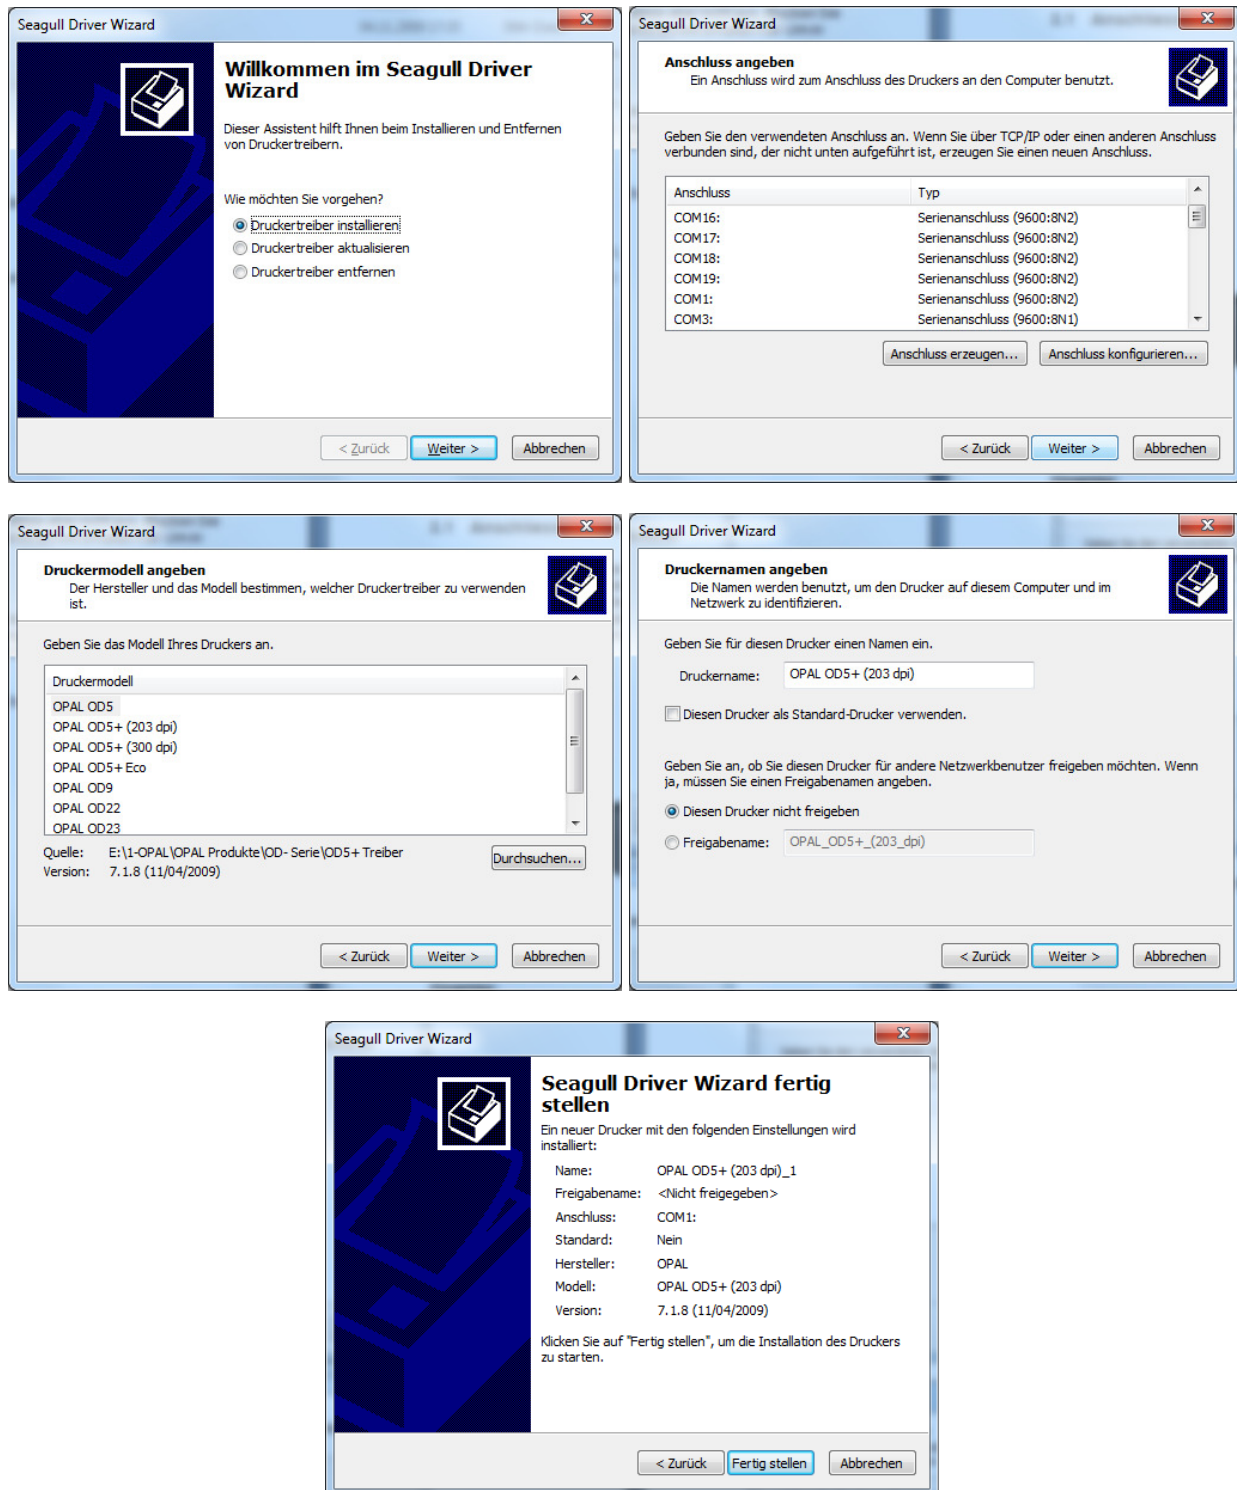 Seagull Driver Wizard
Willkommen im Seagull Driver
Wizard
Dieser Assistent hilft Ihnen beim Installieren und Entfernen
von Druckertreibern.
Wie möchten Sie vorgehen?
Druckertreiber installieren
Druckertreiber aktualisieren
Druckertreiber entfernen
< Zurück Weiter > Abbrechen
Seagull Driver Wizard
Anschluss angeben
Ein Anschluss wird zum Anschluss des Druckers an den Computer benutzt.
Geben Sie den verwendeten Anschluss an. Wenn Sie über TCP/IP oder einen anderen Anschluss
verbunden sind, der nicht unten aufgeführt ist, erzeugen Sie einen neuen Anschluss.
Anschluss Typ
COM16: Serienanschluss (9600:8N2)
COM17: Serienanschluss (9600:8N2)
COM18: Serienanschluss (9600:8N2)
COM19: Serienanschluss (9600:8N2)
COM1: Serienanschluss (9600:8N2)
COM3: Serienanschluss (9600:8N1)
Anschluss erzeugen... Anschluss konfigurieren...
< Zurück Weiter > Abbrechen
Seagull Driver Wizard
Druckermodell angeben
Der Hersteller und das Modell bestimmen, welcher Druckertreiber zu verwenden
ist.
Geben Sie das Modell Ihres Druckers an.
Druckermodell
OPAL OD5
OPAL OD5+ (203 dpi)
OPAL OD5+ (300 dpi)
OPAL OD5+ Eco
OPAL OD9
OPAL OD22
OPAL OD23
Quelle: E:\1-OPAL\OPAL Produkte\OD- Serie\OD5+ Treiber
Durchsuchen...
Version: 7.1.8 (11/04/2009)
< Zurück Weiter > Abbrechen
Seagull Driver Wizard
Druckernamen angeben
Die Namen werden benutzt, um den Drucker auf diesem Computer und im
Netzwerk zu identifizieren.
Geben Sie für diesen Drucker einen Namen ein.
Druckername: OPAL OD5+ (203 dpi)
Diesen Drucker als Standard-Drucker verwenden.
Geben Sie an, ob Sie diesen Drucker für andere Netzwerkbenutzer freigeben möchten. Wenn
ja, müssen Sie einen Freigabenamen angeben.
Diesen Drucker nicht freigeben
Freigabename: OPAL_OD5+_(203_dpi)
< Zurück Weiter > Abbrechen
Seagull Driver Wizard
Seagull Driver Wizard fertig
stellen
Ein neuer Drucker mit den folgenden Einstellungen wird
installiert:
Name: OPAL OD5+ (203 dpi)_1
Freigabename: <Nicht freigegeben>
Anschluss: COM1:
Standard: Nein
Hersteller: OPAL
Modell: OPAL OD5+ (203 dpi)
Version: 7.1.8 (11/04/2009)
Klicken Sie auf "Fertig stellen", um die Installation des Druckers
zu starten.
< Zurück Fertig stellen Abbrechen